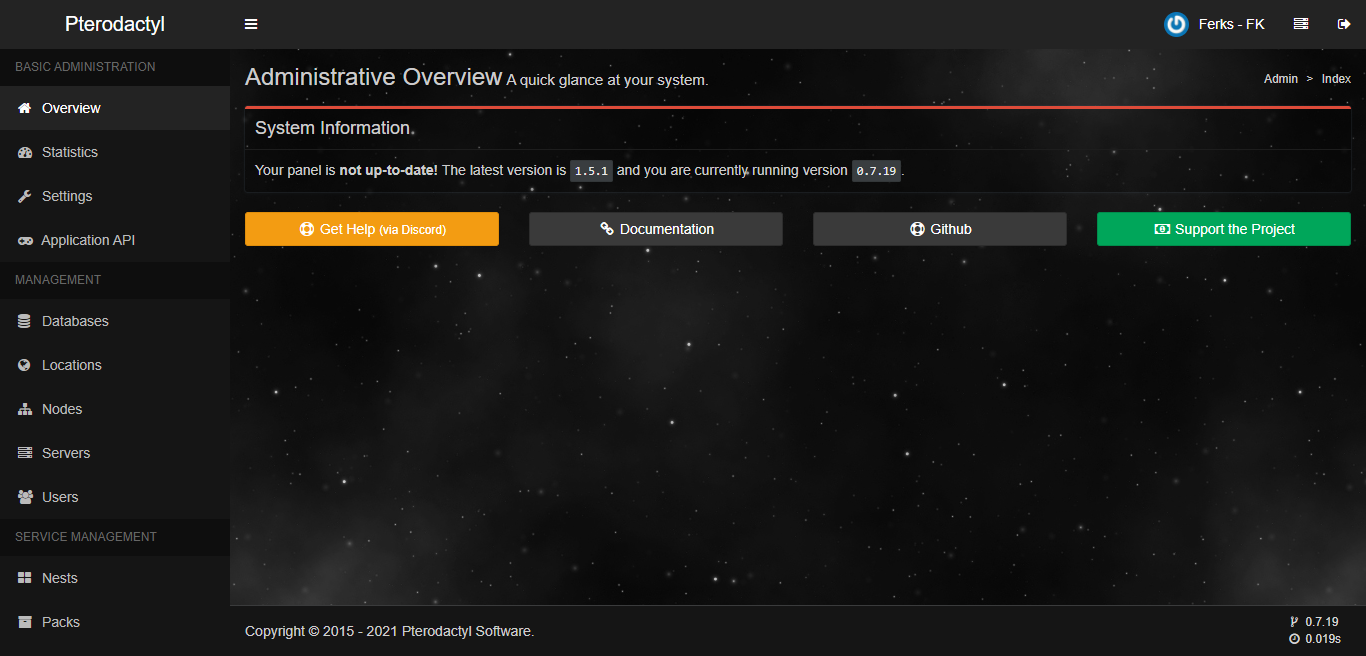 Pterodactyl
Ferks - FK
BASIC ADMINISTRATION
Overview
Statistics
Settings
Application API
MANAGEMENT
Databases
Locations
Nodes
Servers
Users
SERVICE MANAGEMENT
Nests
Packs
Administrative Overview A quick glance at your system.
Admin > Index
System Information
Your panel is not up-to-date! The latest version is 1.5.1 and you are currently running version 0.7.19.
Get Help (via Discord)
Documentation
Github
Support the Project
Copyright © 2015 - 2021 Pterodactyl Software.
0.7.19
0.019s